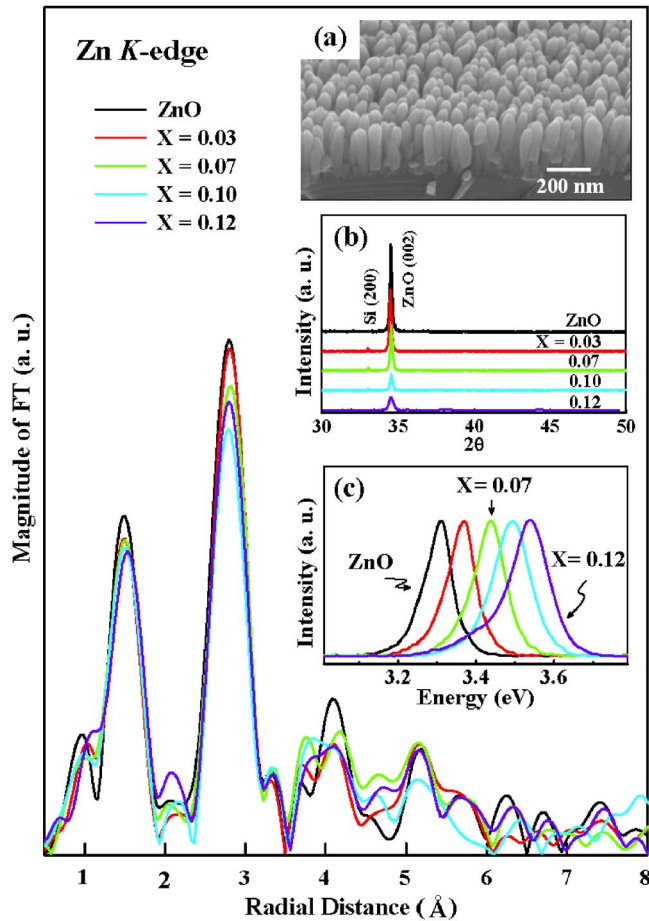 Zn K-edge
ZnO
X = 0.03
X = 0.07
X = 0.10
X = 0.12
Magnitude of FT (a. u.)
1 2 3 4 5 6 7 8
Radial Distance (Å)
(a)
200 nm
(b)
Intensity (a. u.)
Si (200)
ZnO (002)
ZnO
X = 0.03
0.07
0.10
0.12
30 35 40 45 50
2θ
(c)
Intensity (a. u.)
X= 0.07
ZnO
X= 0.12
3.2 3.4 3.6
Energy (eV)